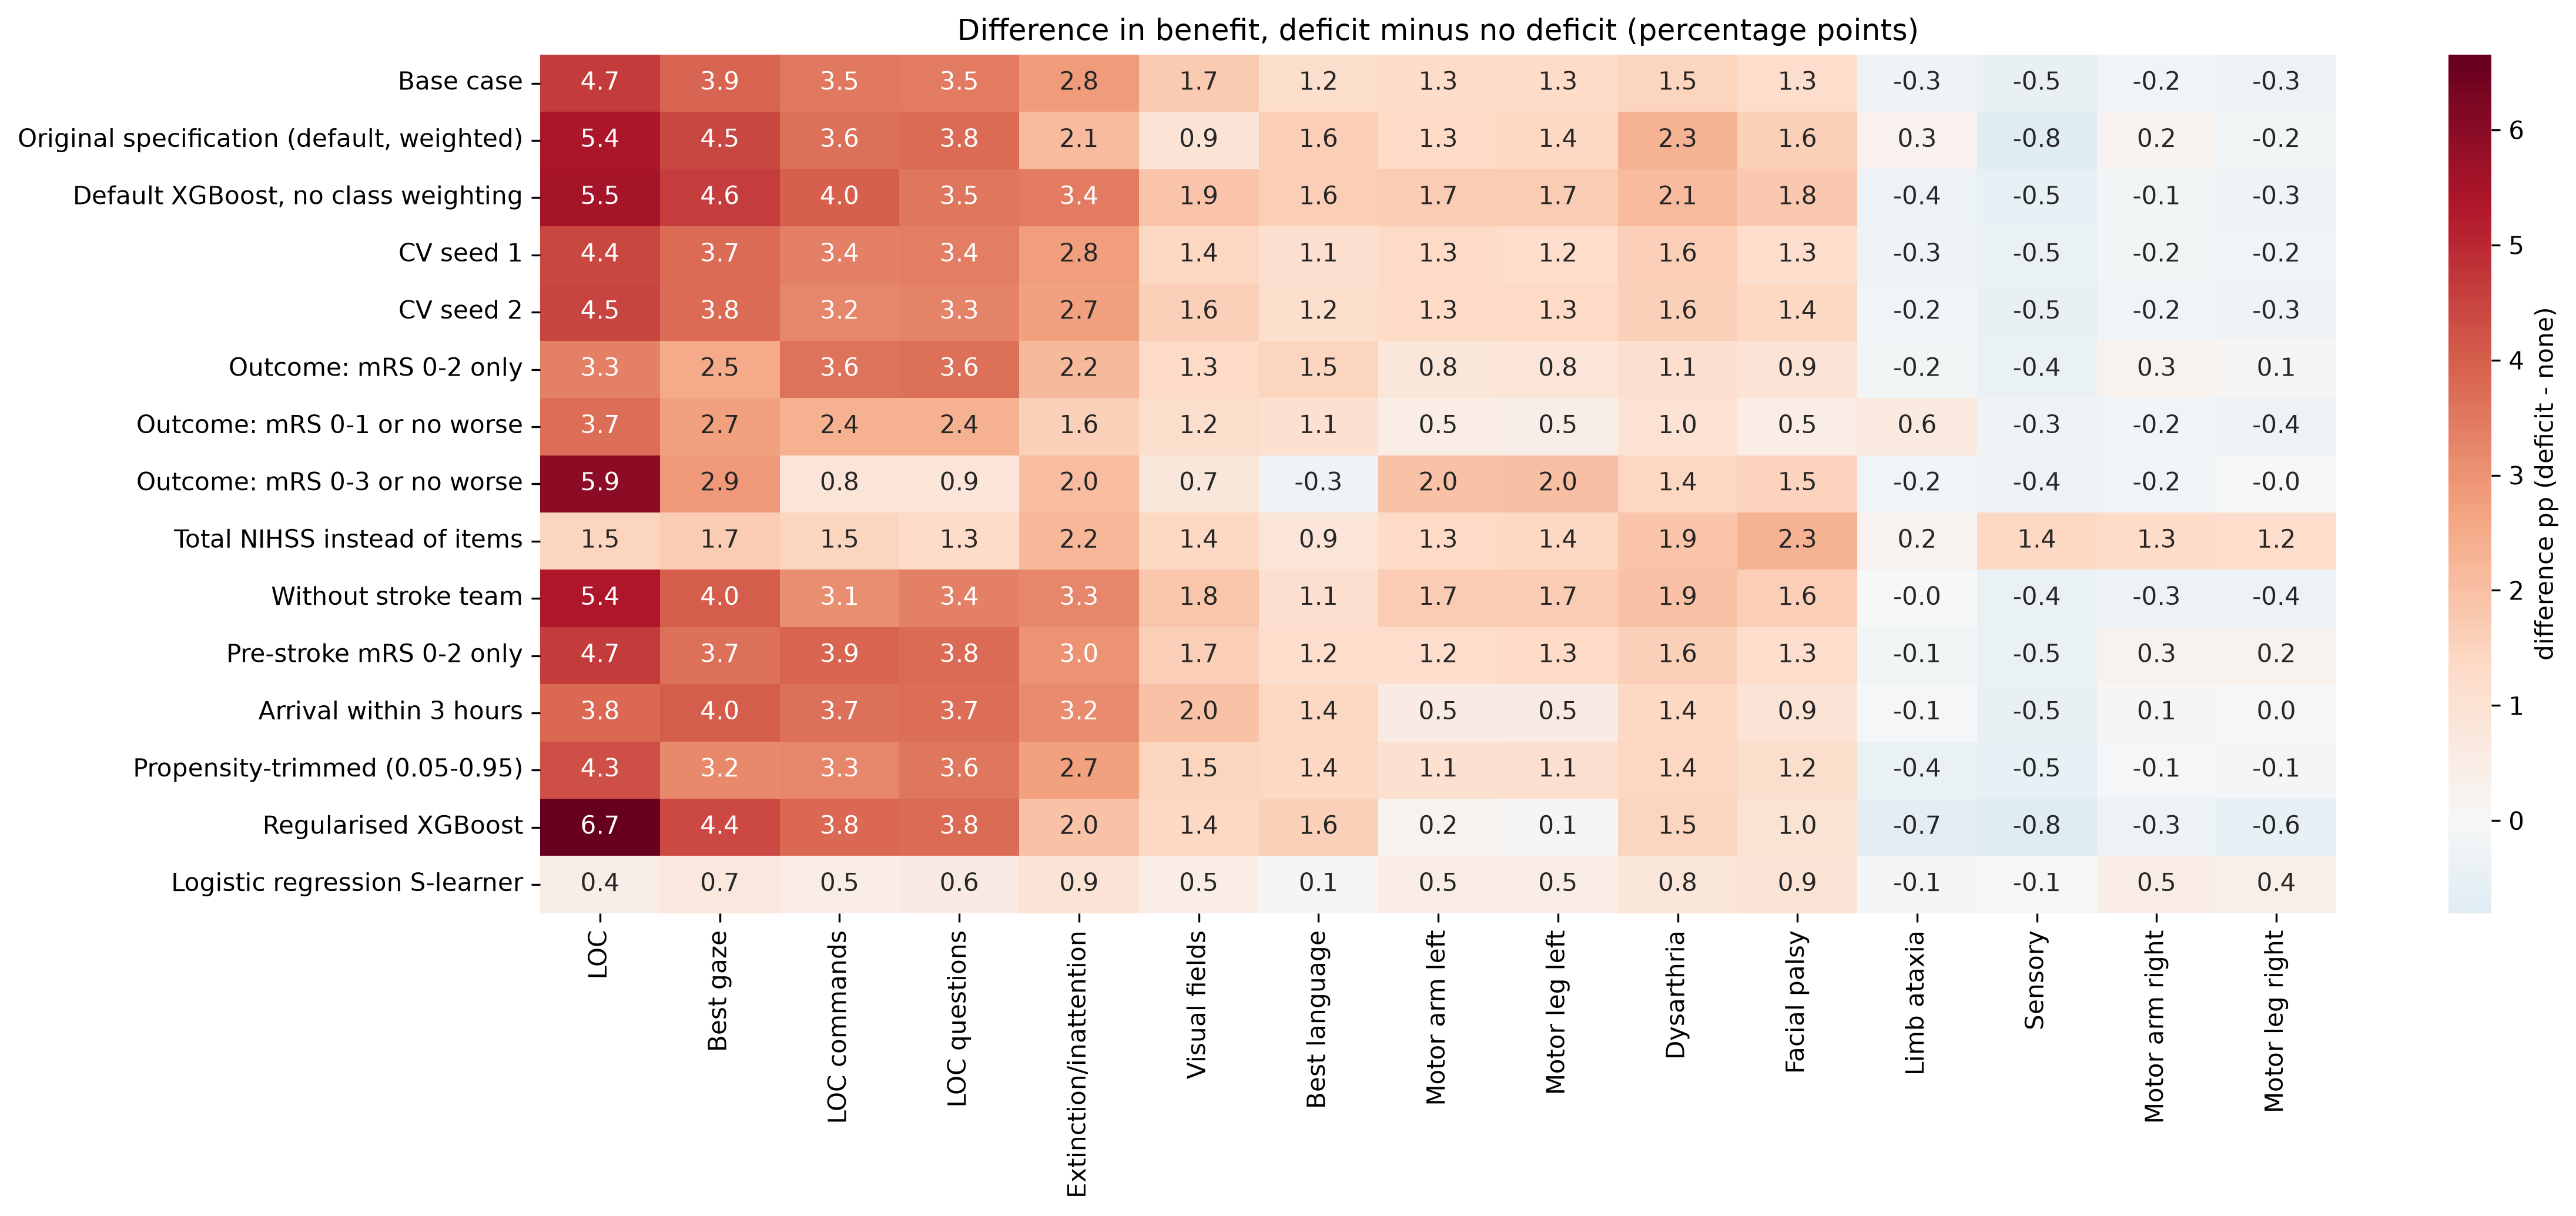 Difference in benefit, deficit minus no deficit (percentage points)
Base case 4.7 3.9 3.5 3.5 2.8 1.7 1.2 1.3 1.3 1.5 1.3 -0.3 -0.5 -0.2 -0.3
Original specification (default, weighted) 5.4 4.5 3.6 3.8 2.1 0.9 1.6 1.3 1.4 2.3 1.6 0.3 -0.8 0.2 -0.2
Default XGBoost, no class weighting 5.5 4.6 4.0 3.5 3.4 1.9 1.6 1.7 1.7 2.1 1.8 -0.4 -0.5 -0.1 -0.3
CV seed 1 4.4 3.7 3.4 3.4 2.8 1.4 1.1 1.3 1.2 1.6 1.3 -0.3 -0.5 -0.2 -0.2
CV seed 2 4.5 3.8 3.2 3.3 2.7 1.6 1.2 1.3 1.3 1.6 1.4 -0.2 -0.5 -0.2 -0.3
Outcome: mRS 0-2 only 3.3 2.5 3.6 3.6 2.2 1.3 1.5 0.8 0.8 1.1 0.9 -0.2 -0.4 0.3 0.1
Outcome: mRS 0-1 or no worse 3.7 2.7 2.4 2.4 1.6 1.2 1.1 0.5 0.5 1.0 0.5 0.6 -0.3 -0.2 -0.4
Outcome: mRS 0-3 or no worse 5.9 2.9 0.8 0.9 2.0 0.7 -0.3 2.0 2.0 1.4 1.5 -0.2 -0.4 -0.2 -0.0
Total NIHSS instead of items 1.5 1.7 1.5 1.3 2.2 1.4 0.9 1.3 1.4 1.9 2.3 0.2 1.4 1.3 1.2
Without stroke team 5.4 4.0 3.1 3.4 3.3 1.8 1.1 1.7 1.7 1.9 1.6 -0.0 -0.4 -0.3 -0.4
Pre-stroke mRS 0-2 only 4.7 3.7 3.9 3.8 3.0 1.7 1.2 1.2 1.3 1.6 1.3 -0.1 -0.5 0.3 0.2
Arrival within 3 hours 3.8 4.0 3.7 3.7 3.2 2.0 1.4 0.5 0.5 1.4 0.9 -0.1 -0.5 0.1 0.0
Propensity-trimmed (0.05-0.95) 4.3 3.2 3.3 3.6 2.7 1.5 1.4 1.1 1.1 1.4 1.2 -0.4 -0.5 -0.1 -0.1
Regularised XGBoost 6.7 4.4 3.8 3.8 2.0 1.4 1.6 0.2 0.1 1.5 1.0 -0.7 -0.8 -0.3 -0.6
Logistic regression S-learner 0.4 0.7 0.5 0.6 0.9 0.5 0.1 0.5 0.5 0.8 0.9 -0.1 -0.1 0.5 0.4
LOC
Best gaze
LOC commands
LOC questions
Extinction/inattention
Visual fields
Best language
Motor arm left
Motor leg left
Dysarthria
Facial palsy
Limb ataxia
Sensory
Motor arm right
Motor leg right
6
5
4
3
2
1
0
difference pp (deficit - none)